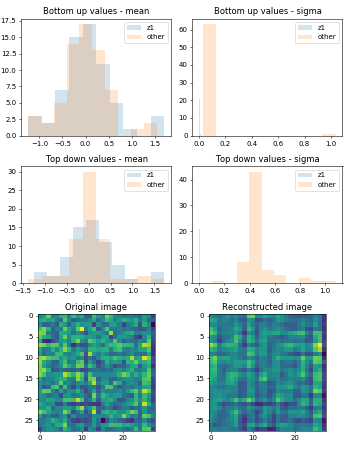 Bottom up values - mean
17.5
15.0
12.5
10.0
7.5
5.0
2.5
0.0
−1.0 −0.5 0.0 0.5 1.0 1.5
z1
other
Bottom up values - sigma
60
50
40
30
20
10
0
0.0 0.2 0.4 0.6 0.8 1.0
z1
other
Top down values - mean
30
25
20
15
10
5
0
−1.5 −1.0 −0.5 0.0 0.5 1.0 1.5
z1
other
Top down values - sigma
40
30
20
10
0
0.0 0.2 0.4 0.6 0.8 1.0
z1
other
Original image
0
5
10
15
20
25
0 10 20
Reconstructed image
0
5
10
15
20
25
0 10 20